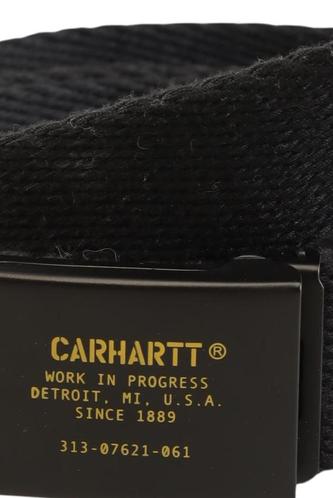 CARHARTT®
WORK IN PROGRESS
DETROIT, MI, U.S.A.
SINCE 1889
313-07621-061